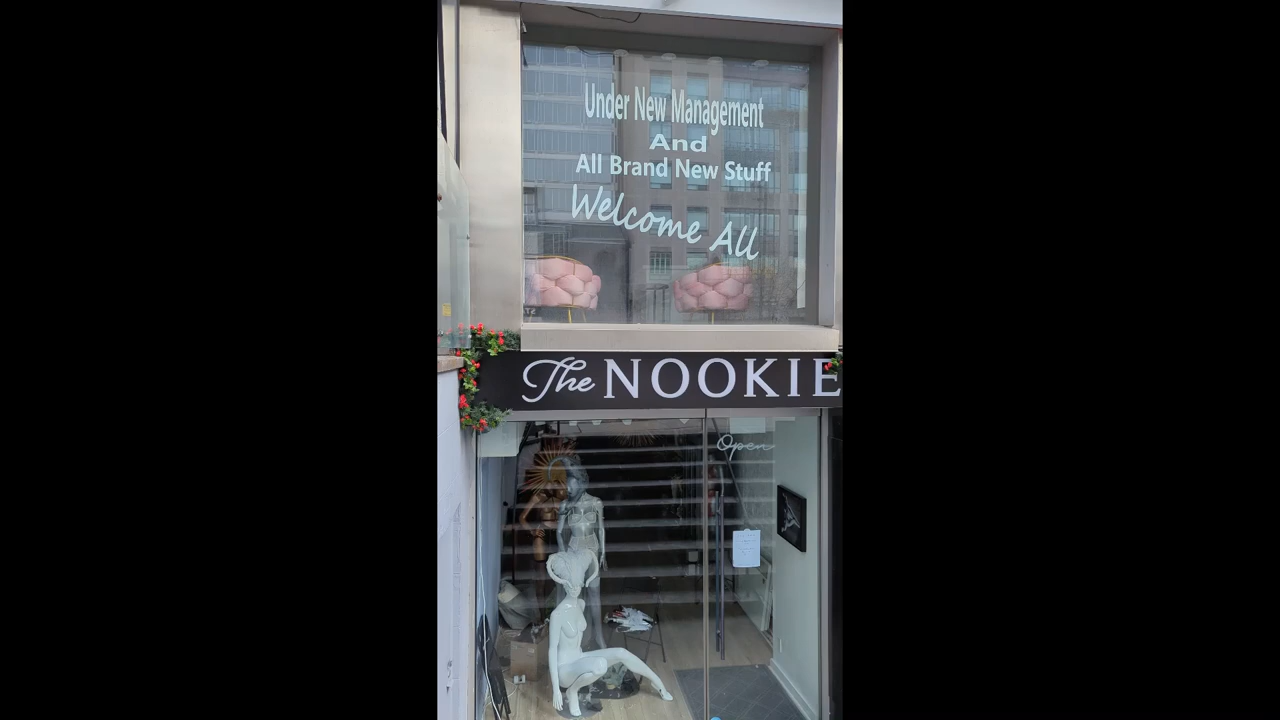 Under New Management
And
All Brand New Stuff
Welcome All
The NOOKIE
Open